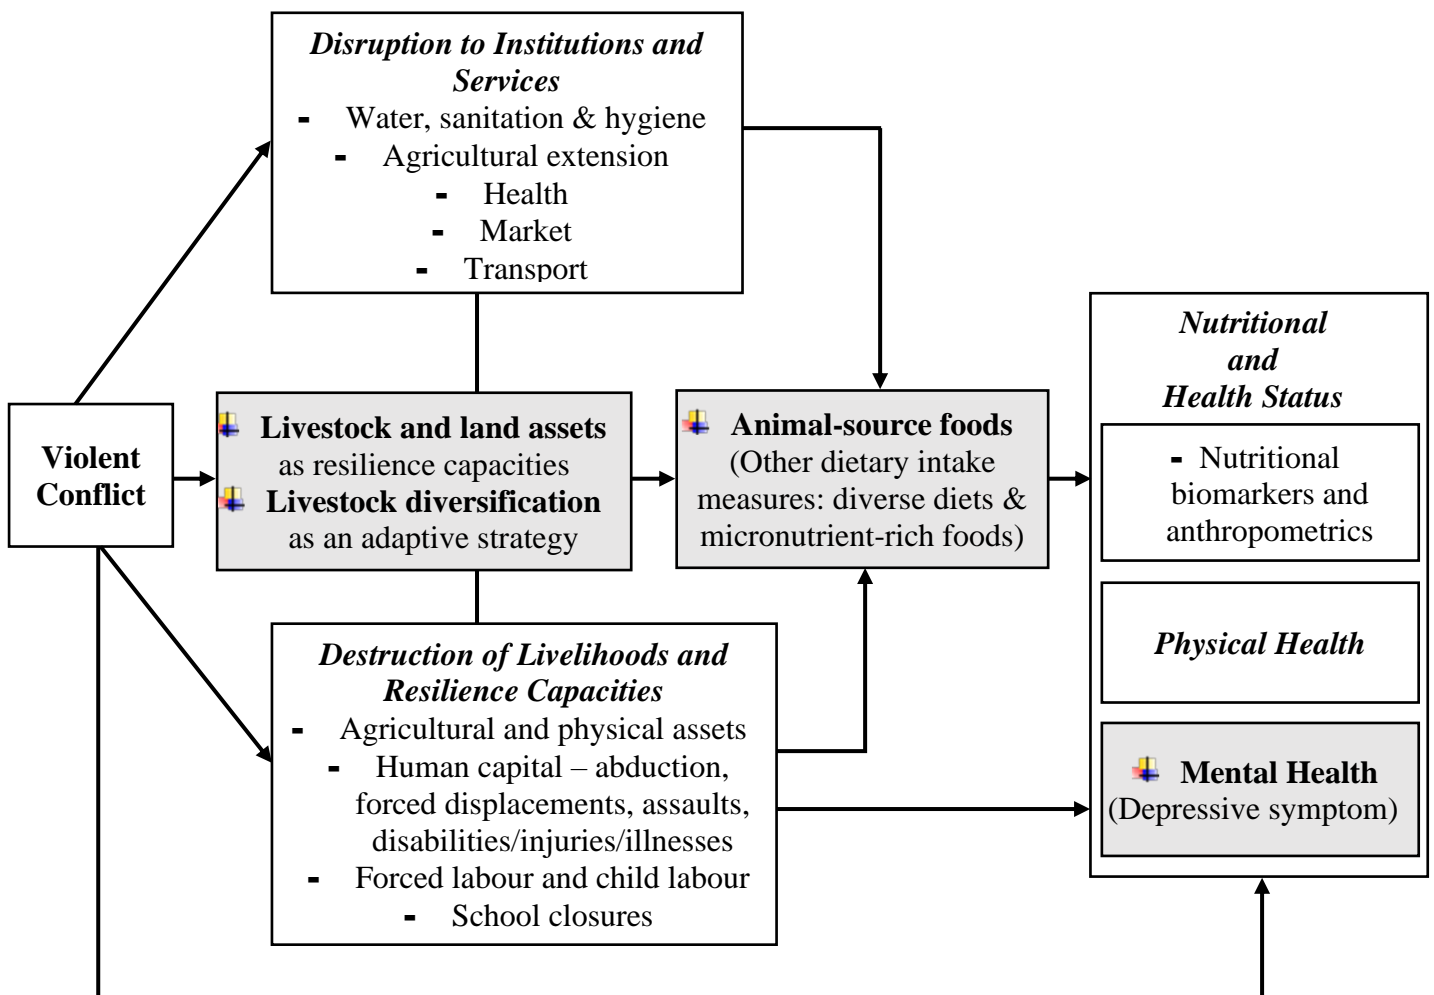 Disruption to Institutions and
Services
- Water, sanitation & hygiene
- Agricultural extension
- Health
- Market
- Transport
Violent
Conflict
Livestock and land assets
as resilience capacities
Livestock diversification
as an adaptive strategy
Animal-source foods
(Other dietary intake
measures: diverse diets &
micronutrient-rich foods)
Destruction of Livelihoods and
Resilience Capacities
- Agricultural and physical assets
- Human capital – abduction,
forced displacements, assaults,
disabilities/injuries/illnesses
- Forced labour and child labour
- School closures
Nutritional
and
Health Status
- Nutritional
biomarkers and
anthropometrics
Physical Health
Mental Health
(Depressive symptom)